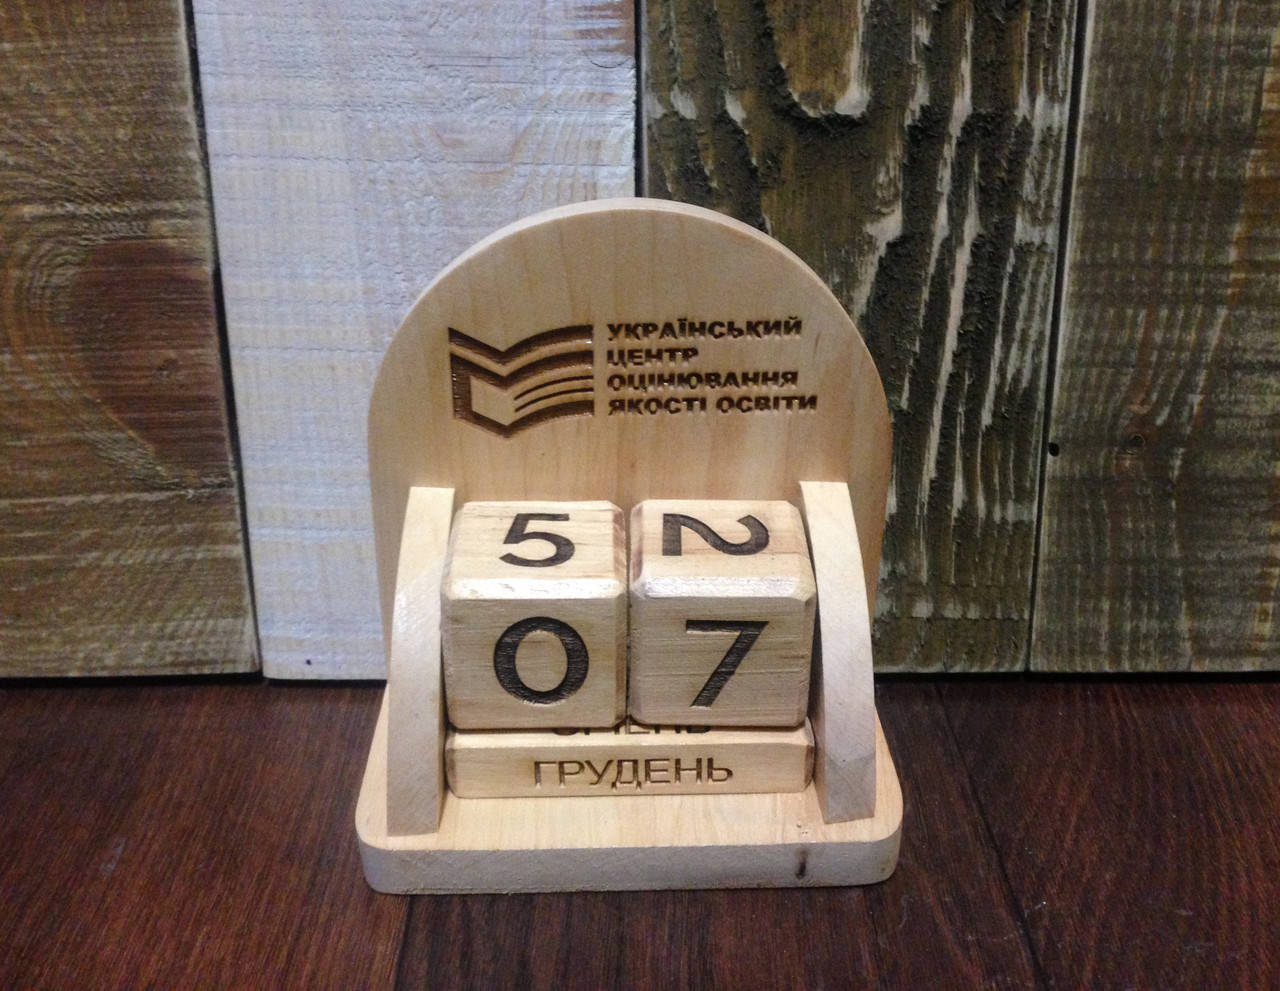 УКРАЇНСЬКИЙ
ЦЕНТР
ОЦІНЮВАННЯ
ЯКОСТІ ОСВІТИ
5 2
0 7
ГРУДЕНЬ